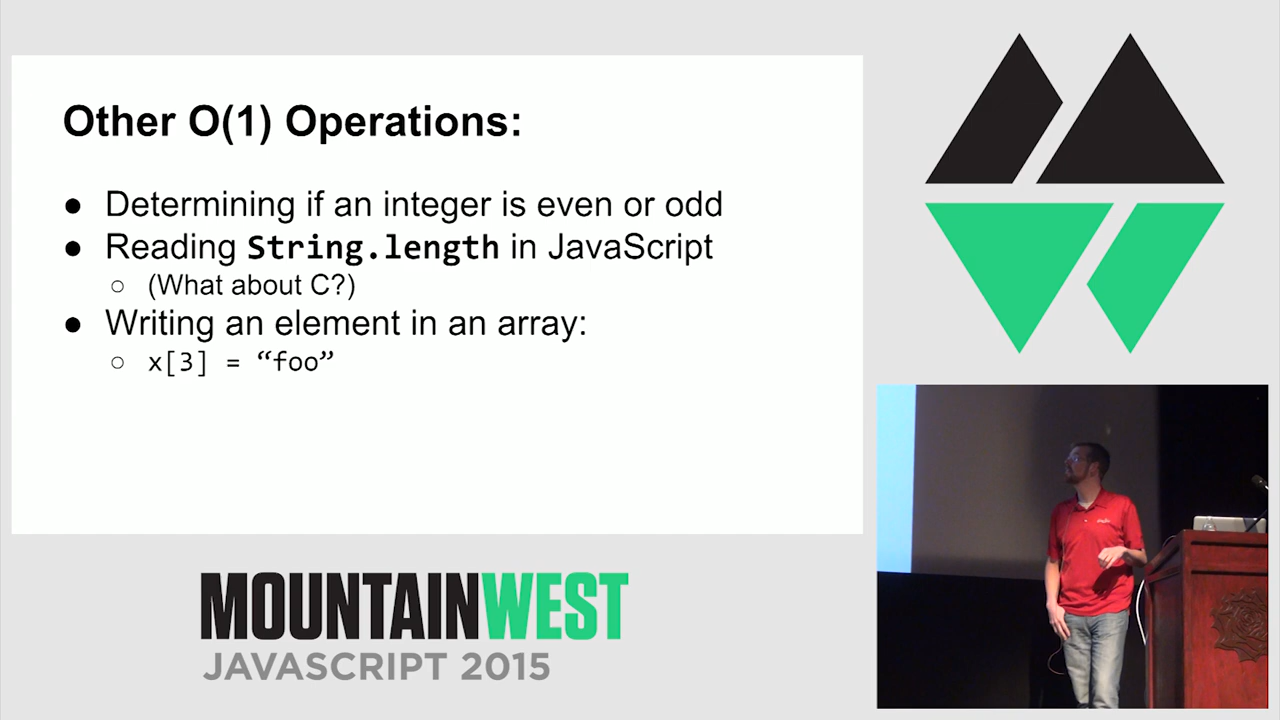 Other O(1) Operations:
● Determining if an integer is even or odd
● Reading String.length in JavaScript
○ (What about C?)
● Writing an element in an array:
○ x[3] = “foo”
MOUNTAINWEST
JAVASCRIPT 2015